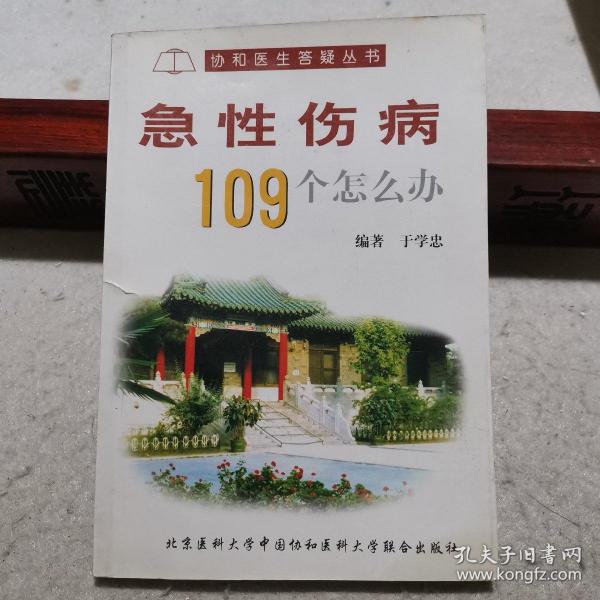 协和医生答疑丛书
急性伤病
109个怎么办
编著 于学忠
北京医科大学中国协和医科大学联合出版社
孔夫子旧书网
www.kongfz.com